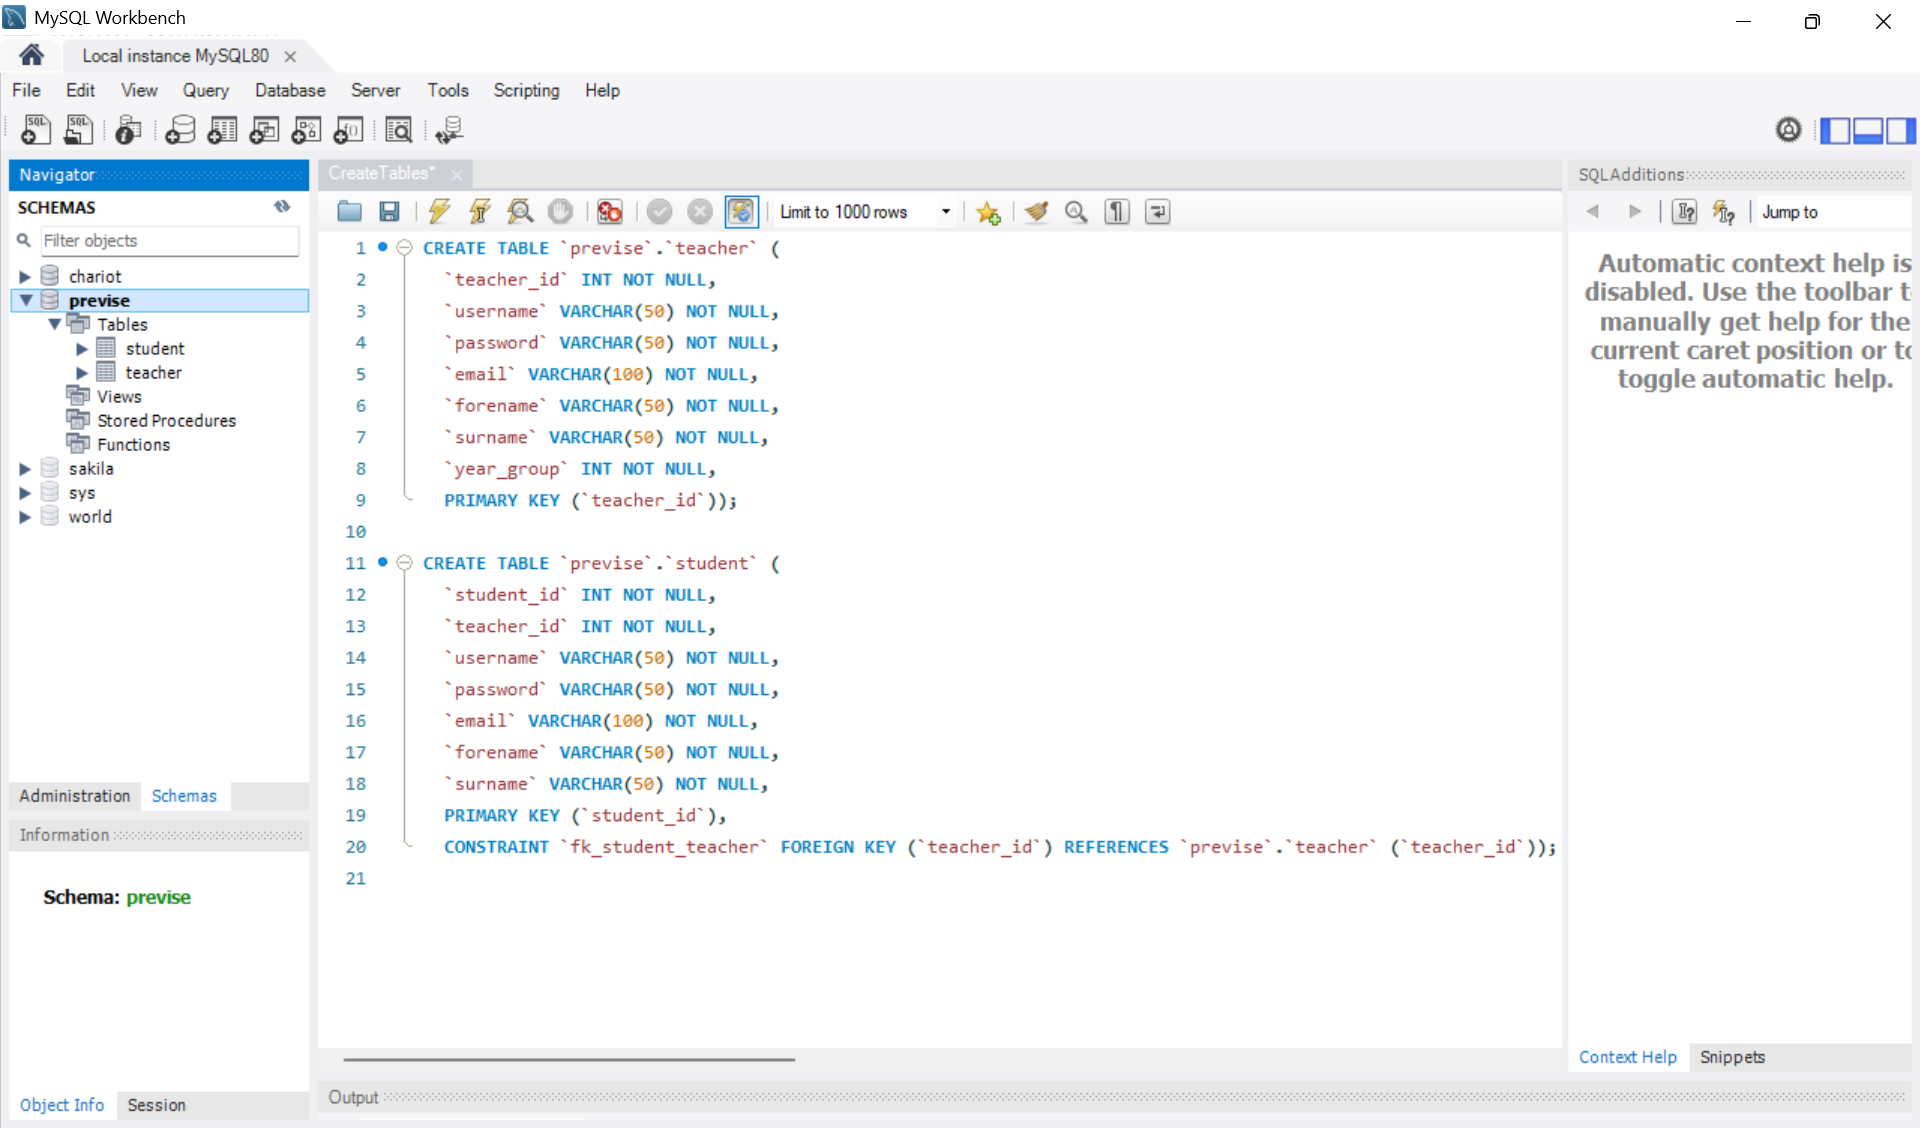 MySQL Workbench
Local instance MySQL80
File Edit View Query Database Server Tools Scripting Help
Navigator
SCHEMAS
Filter objects
chariot
previse
Tables
student
teacher
Views
Stored Procedures
Functions
sakila
sys
world
Administration Schemas
Information
Schema: previse
Object Info Session
CreateTables*
Limit to 1000 rows
1 CREATE TABLE `previse`.`teacher` (
2 `teacher_id` INT NOT NULL,
3 `username` VARCHAR(50) NOT NULL,
4 `password` VARCHAR(50) NOT NULL,
5 `email` VARCHAR(100) NOT NULL,
6 `forename` VARCHAR(50) NOT NULL,
7 `surname` VARCHAR(50) NOT NULL,
8 `year_group` INT NOT NULL,
9 PRIMARY KEY (`teacher_id`));
10
11 CREATE TABLE `previse`.`student` (
12 `student_id` INT NOT NULL,
13 `teacher_id` INT NOT NULL,
14 `username` VARCHAR(50) NOT NULL,
15 `password` VARCHAR(50) NOT NULL,
16 `email` VARCHAR(100) NOT NULL,
17 `forename` VARCHAR(50) NOT NULL,
18 `surname` VARCHAR(50) NOT NULL,
19 PRIMARY KEY (`student_id`),
20 CONSTRAINT `fk_student_teacher` FOREIGN KEY (`teacher_id`) REFERENCES `previse`.`teacher` (`teacher_id`));
21
Output
SQLAdditions
Jump to
Automatic context help is
disabled. Use the toolbar t
manually get help for the
current caret position or to
toggle automatic help.
Context Help Snippets